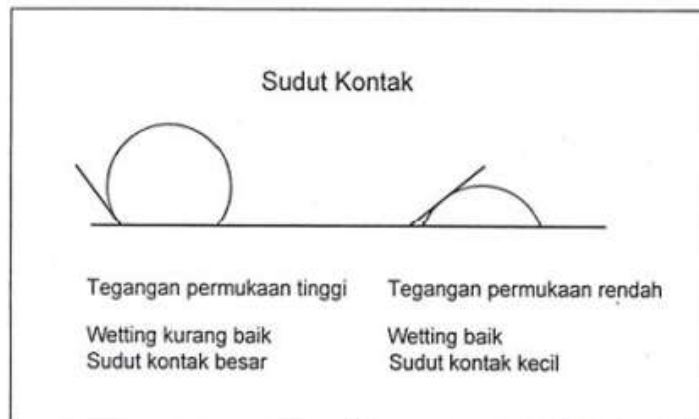 Sudut Kontak
Tegangan permukaan tinggi
Wetting kurang baik
Sudut kontak besar
Tegangan permukaan rendah
Wetting baik
Sudut kontak kecil